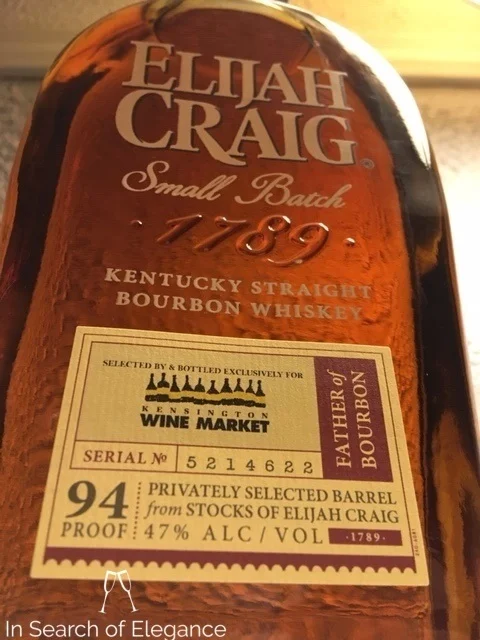 ELIJAH
CRAIG®
Small Batch
· 1789 ·
KENTUCKY STRAIGHT
BOURBON WHISKEY
SELECTED BY & BOTTLED EXCLUSIVELY FOR
KENSINGTON
WINE MARKET
FATHER of
BOURBON
SERIAL № 5214622
94
PROOF
PRIVATELY SELECTED BARREL
from STOCKS OF ELIJAH CRAIG
47% ALC / VOL ·1789·
In Search of Elegance